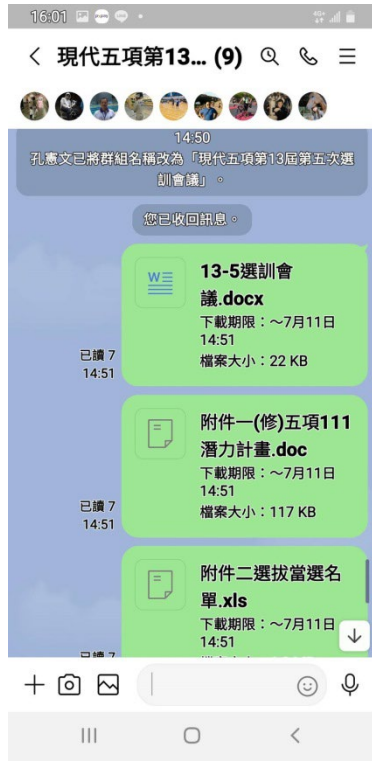 16:01
4G+
現代五項第13... (9)
14:50
孔憲文已將群組名稱改為「現代五項第13屆第五次選
訓會議」。
您已收回訊息。
W
13-5選訓會
議.docx
下載期限：～7月11日
14:51
檔案大小：22 KB
已讀 7
14:51
附件一(修)五項111
潛力計畫.doc
下載期限：～7月11日
14:51
檔案大小：117 KB
已讀 7
14:51
附件二選拔當選名
單.xls
下載期限：～7月11日
14:51
已讀 7